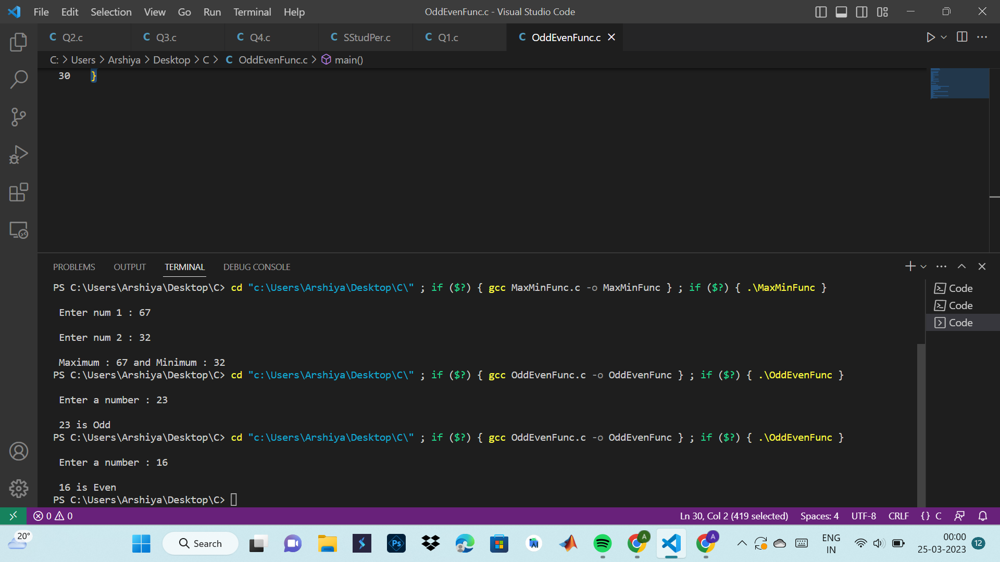 File Edit Selection View Go Run Terminal Help OddEvenFunc.c - Visual Studio Code
C Q2.c C Q3.c C Q4.c C SStudPer.c C Q1.c C OddEvenFunc.c
C: > Users > Arshiya > Desktop > C > C OddEvenFunc.c > main()
30 }
PROBLEMS OUTPUT TERMINAL DEBUG CONSOLE
PS C:\Users\Arshiya\Desktop\C> cd "c:\Users\Arshiya\Desktop\C\" ; if ($?) { gcc MaxMinFunc.c -o MaxMinFunc } ; if ($?) { .\MaxMinFunc }
Enter num 1 : 67
Enter num 2 : 32
Maximum : 67 and Minimum : 32
PS C:\Users\Arshiya\Desktop\C> cd "c:\Users\Arshiya\Desktop\C\" ; if ($?) { gcc OddEvenFunc.c -o OddEvenFunc } ; if ($?) { .\OddEvenFunc }
Enter a number : 23
23 is Odd
PS C:\Users\Arshiya\Desktop\C> cd "c:\Users\Arshiya\Desktop\C\" ; if ($?) { gcc OddEvenFunc.c -o OddEvenFunc } ; if ($?) { .\OddEvenFunc }
Enter a number : 16
16 is Even
PS C:\Users\Arshiya\Desktop\C>
Code
Code
Code
0 0 Ln 30, Col 2 (419 selected) Spaces: 4 UTF-8 CRLF {} C
20° Search Ps A A ENG 00:00
IN 25-03-2023 12